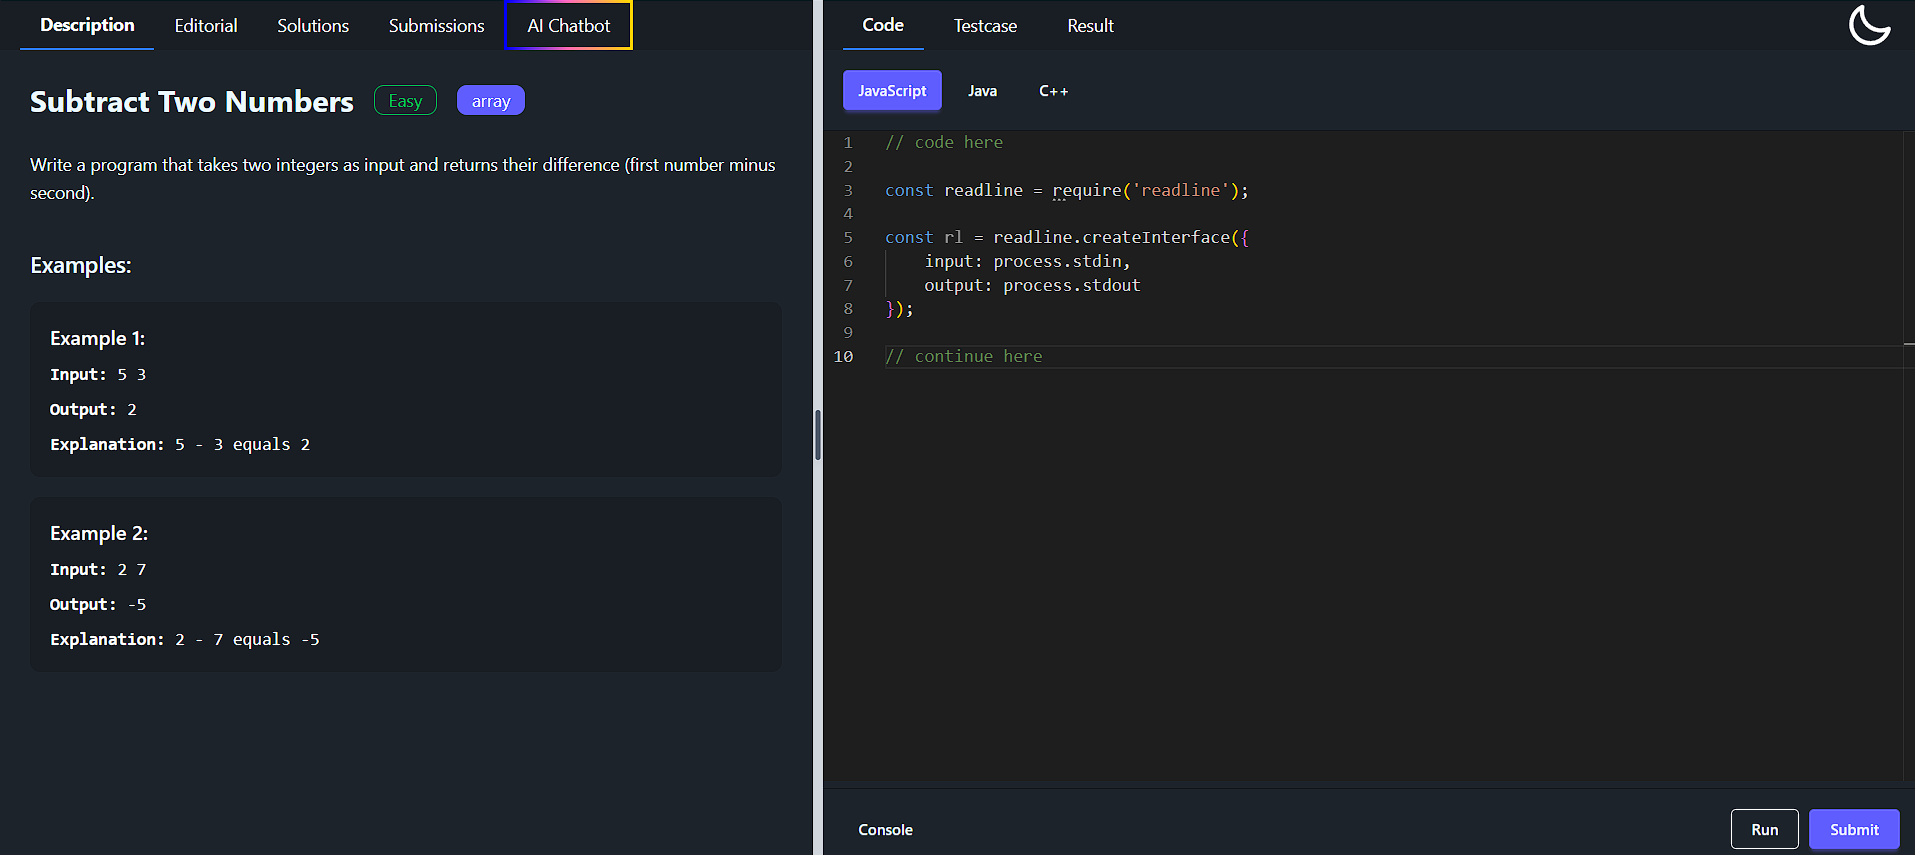 Description Editorial Solutions Submissions AI Chatbot
Subtract Two Numbers Easy array
Write a program that takes two integers as input and returns their difference (first number minus
second).
Examples:
Example 1:
Input: 5 3
Output: 2
Explanation: 5 - 3 equals 2
Example 2:
Input: 2 7
Output: -5
Explanation: 2 - 7 equals -5
Code Testcase Result
JavaScript Java C++
1 // code here
2
3 const readline = require('readline');
4
5 const rl = readline.createInterface({
6 input: process.stdin,
7 output: process.stdout
8 });
9
10 // continue here
Console Run Submit